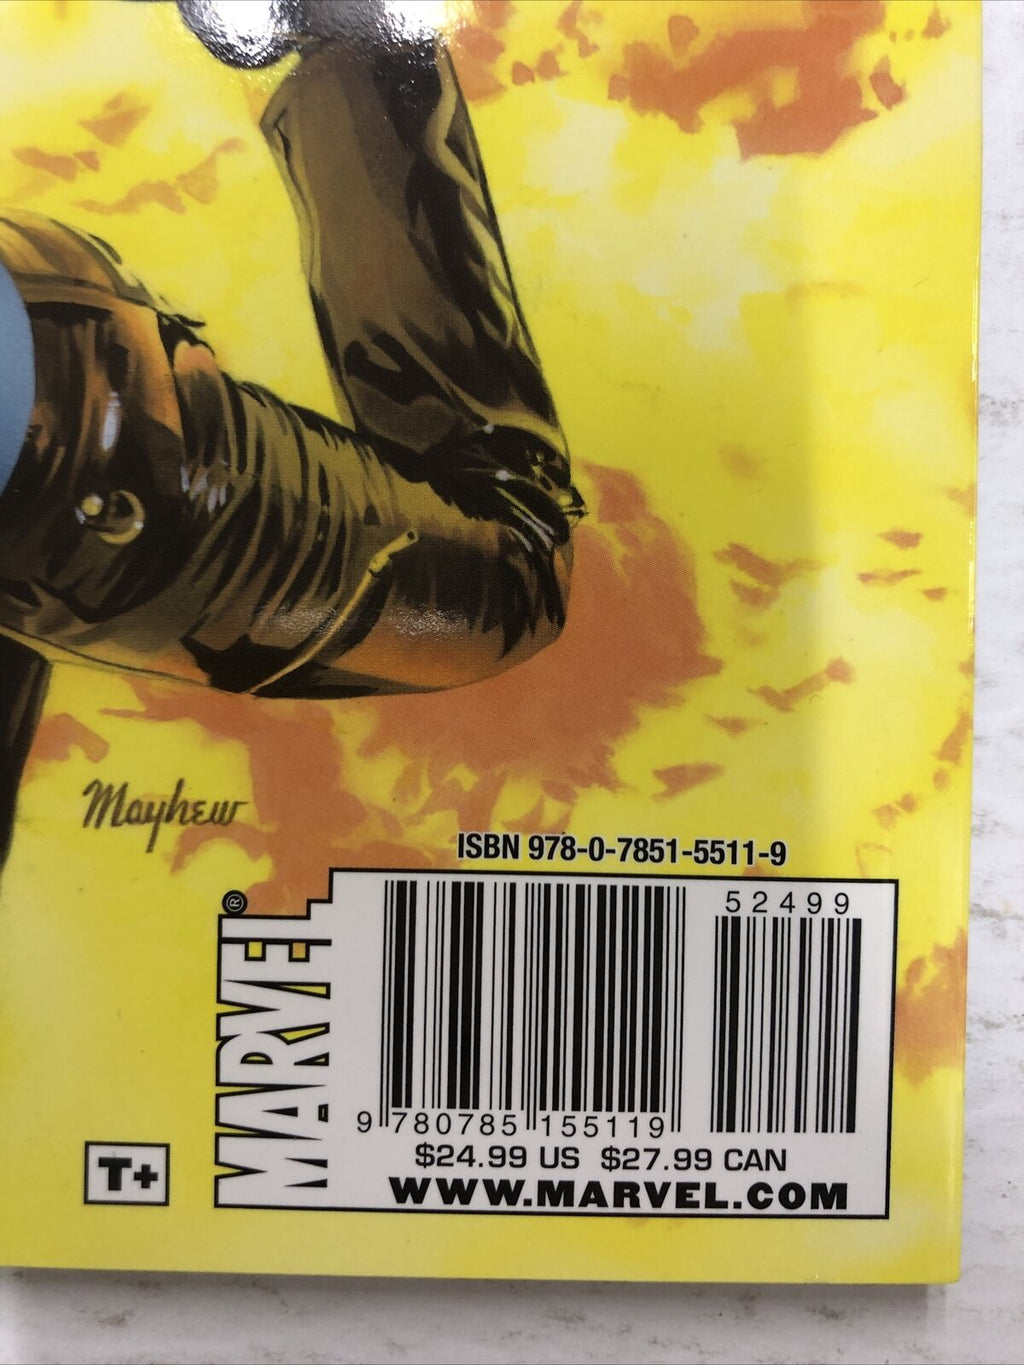 Mayhew
ISBN 978-0-7851-5511-9
MARVEL®
52499
9 780785 155119
$24.99 US $27.99 CAN
WWW.MARVEL.COM
T+